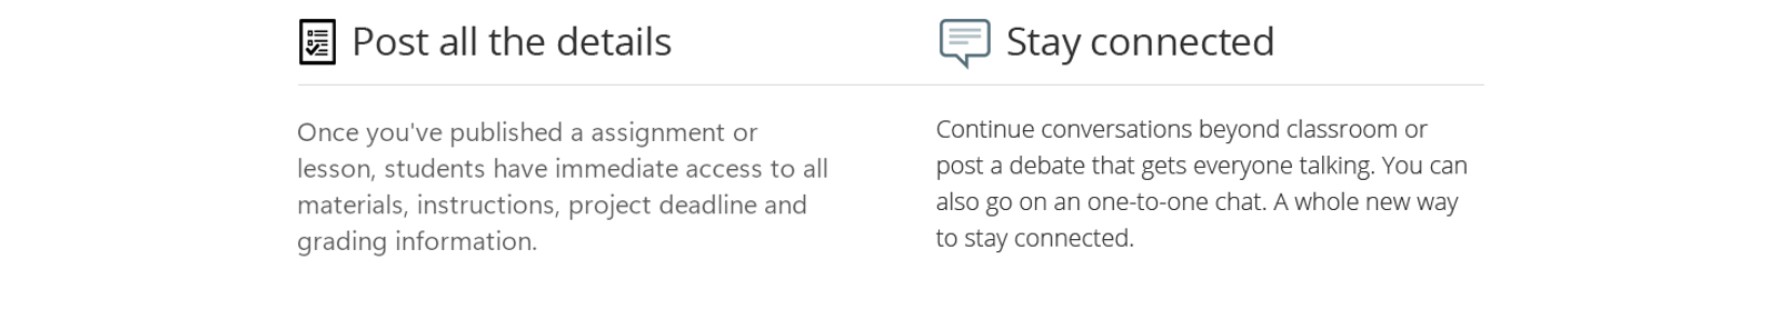 Post all the details
Once you've published a assignment or
lesson, students have immediate access to all
materials, instructions, project deadline and
grading information.
Stay connected
Continue conversations beyond classroom or
post a debate that gets everyone talking. You can
also go on an one-to-one chat. A whole new way
to stay connected.